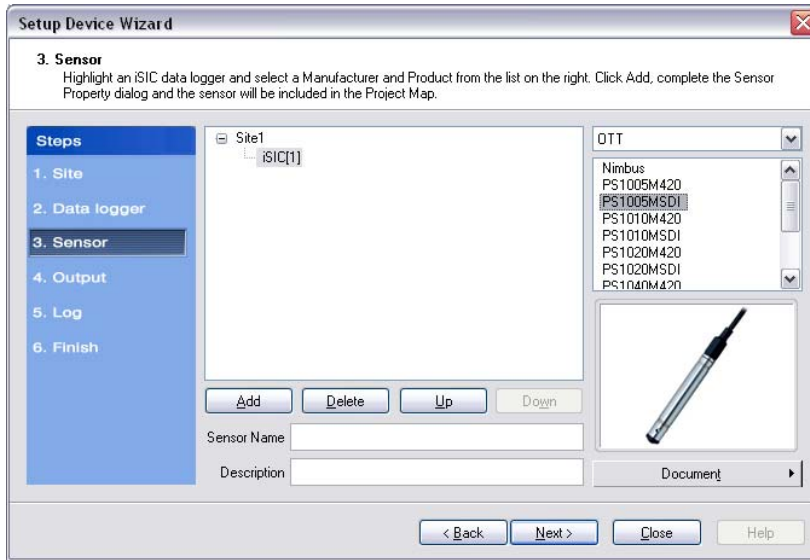 Setup Device Wizard
3. Sensor
Highlight an iSIC data logger and select a Manufacturer and Product from the list on the right. Click Add, complete the Sensor
Property dialog and the sensor will be included in the Project Map.
Steps
1. Site
2. Data logger
3. Sensor
4. Output
5. Log
6. Finish
Site1
iSIC[1]
Add
Delete
Up
Down
Sensor Name
Description
OTT
Nimbus
PS1005M420
PS1005MSDI
PS1010M420
PS1010MSDI
PS1020M420
PS1020MSDI
PS1040M420
Document
< Back
Next >
Close
Help